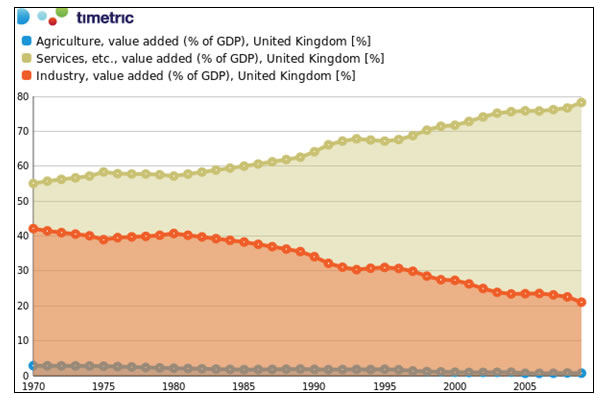 timetric
Agriculture, value added (% of GDP), United Kingdom [%]
Services, etc., value added (% of GDP), United Kingdom [%]
Industry, value added (% of GDP), United Kingdom [%]
80
70
60
50
40
30
20
10
0
1970 1975 1980 1985 1990 1995 2000 2005